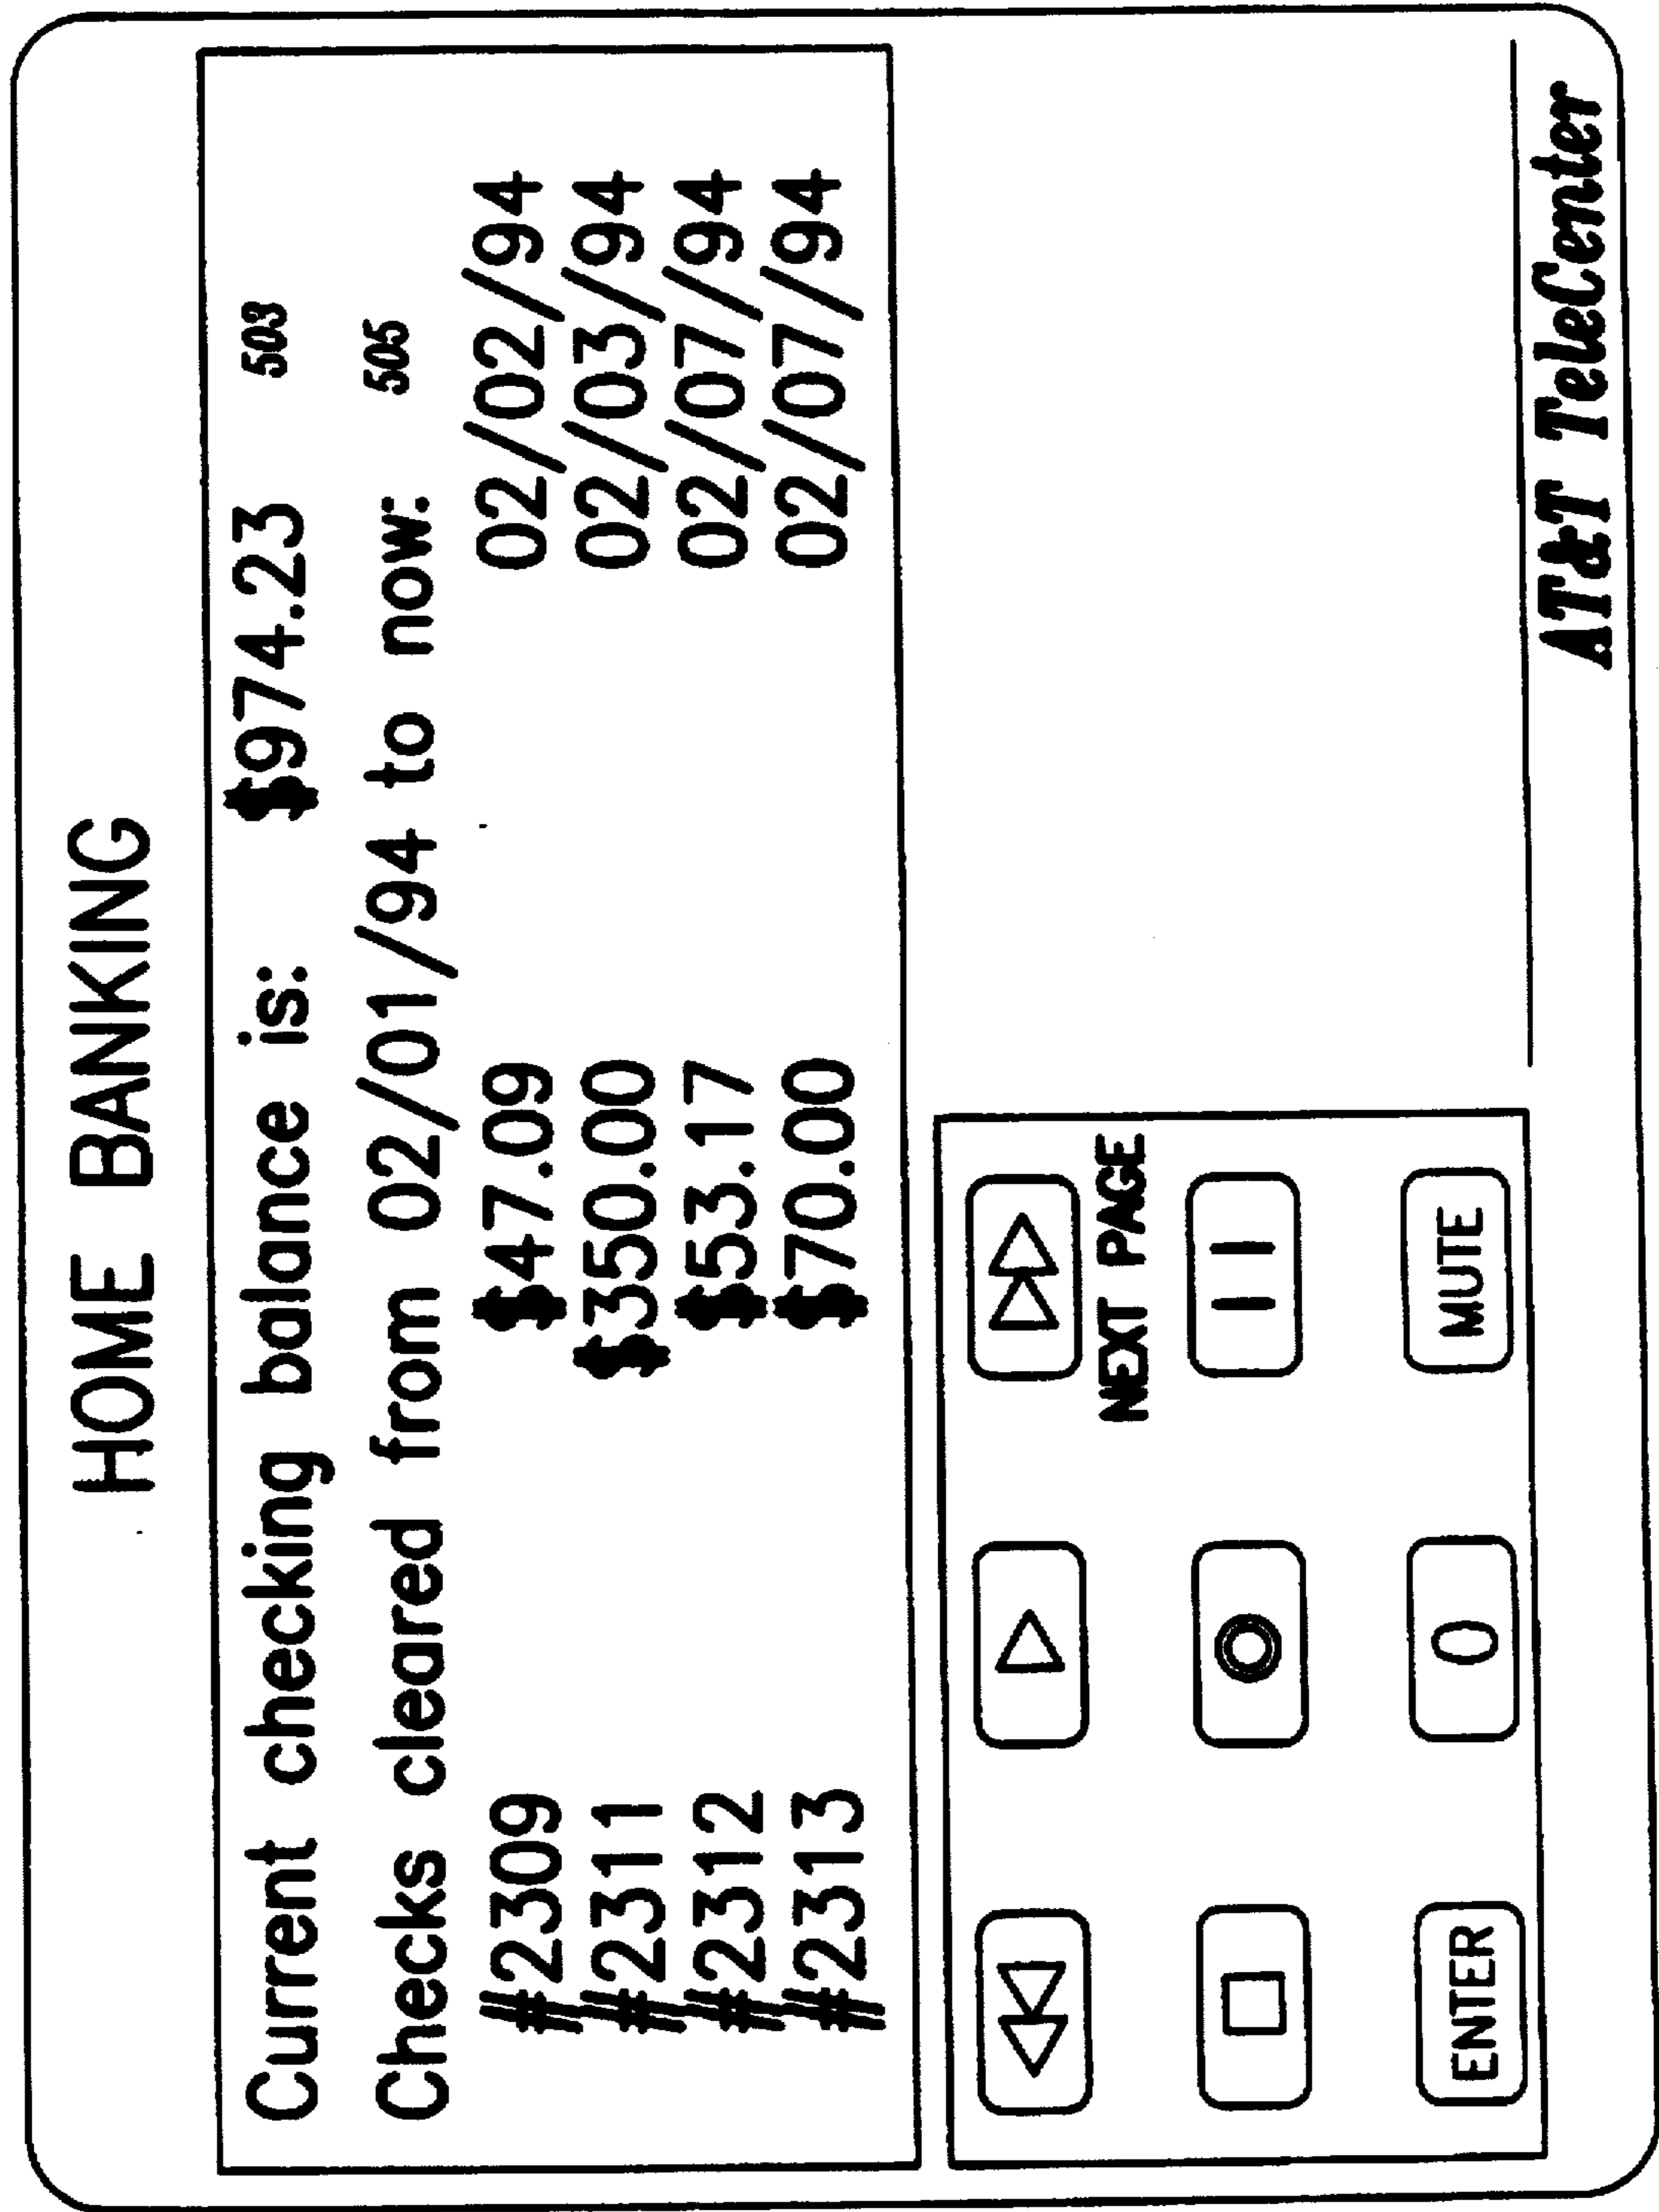 HOME BANKING
Current checking balance is: $974.23 503
Checks cleared from 02/01/94 to now: 505
#2309 $47.09 02/02/94
#2311 $350.00 02/03/94
#2312 $53.17 02/07/94
#2313 $70.00 02/07/94
NEXT PAGE
ENTER 0 MUTE
AT&T TeleCenter